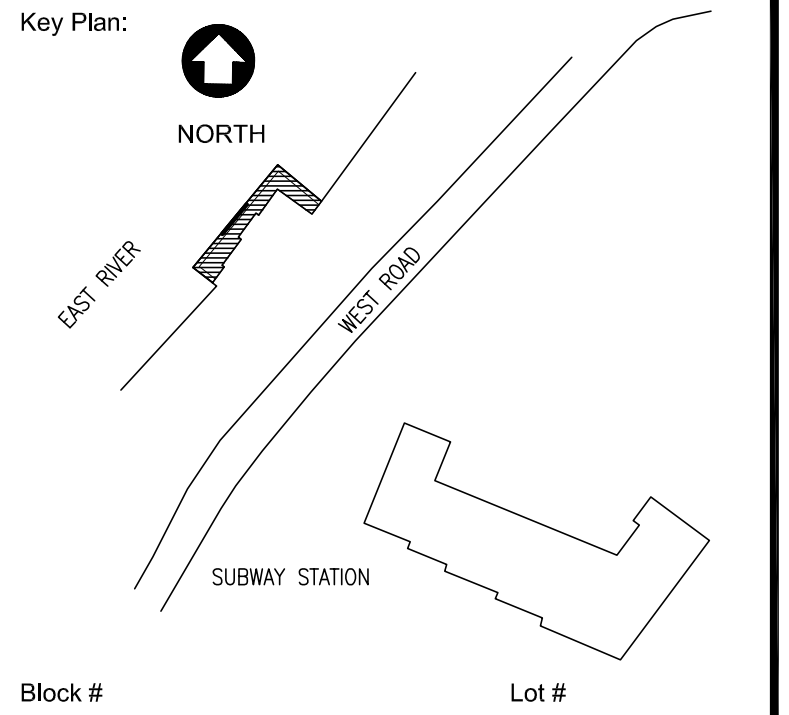 Key Plan:
NORTH
EAST RIVER
WEST ROAD
SUBWAY STATION
Block #
Lot #